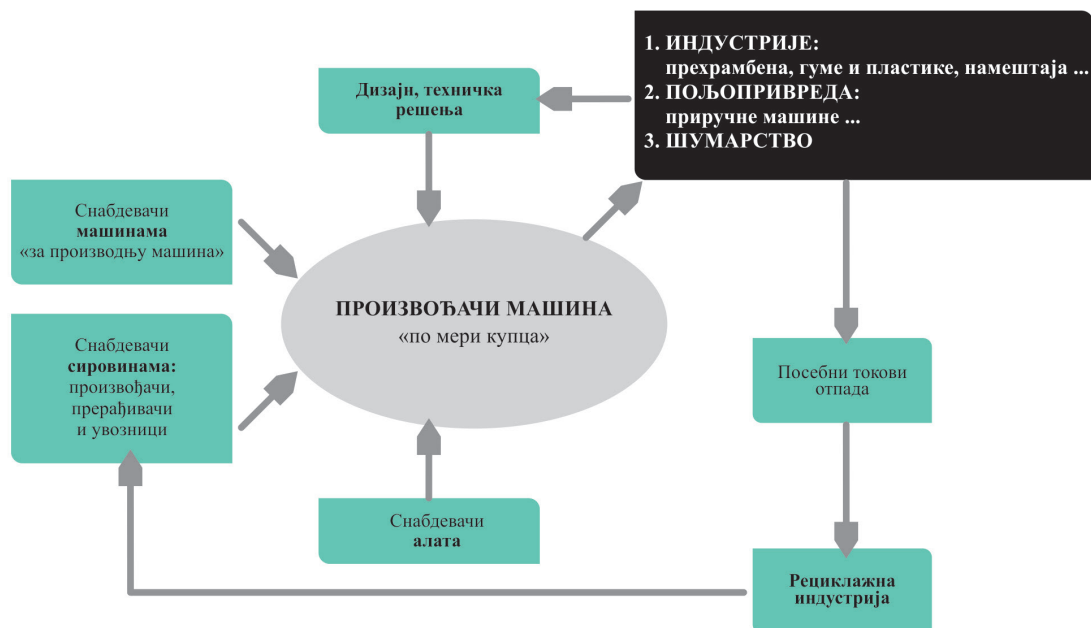 1. ИНДУСТРИЈЕ:
прехрамбена, гуме и пластике, намештаја ...
2. ПОЉОПРИВРЕДА:
приручне машине ...
3. ШУМАРСТВО
Дизајн, техничка
решења
Снабдевачи
машинама
«за производњу машина»
ПРОИЗВОЂАЧИ МАШИНА
«по мери купца»
Снабдевачи
сировинама:
произвођачи,
прерађивачи
и увозници
Посебни токови
отпада
Снабдевачи
алата
Рециклажна
индустрија